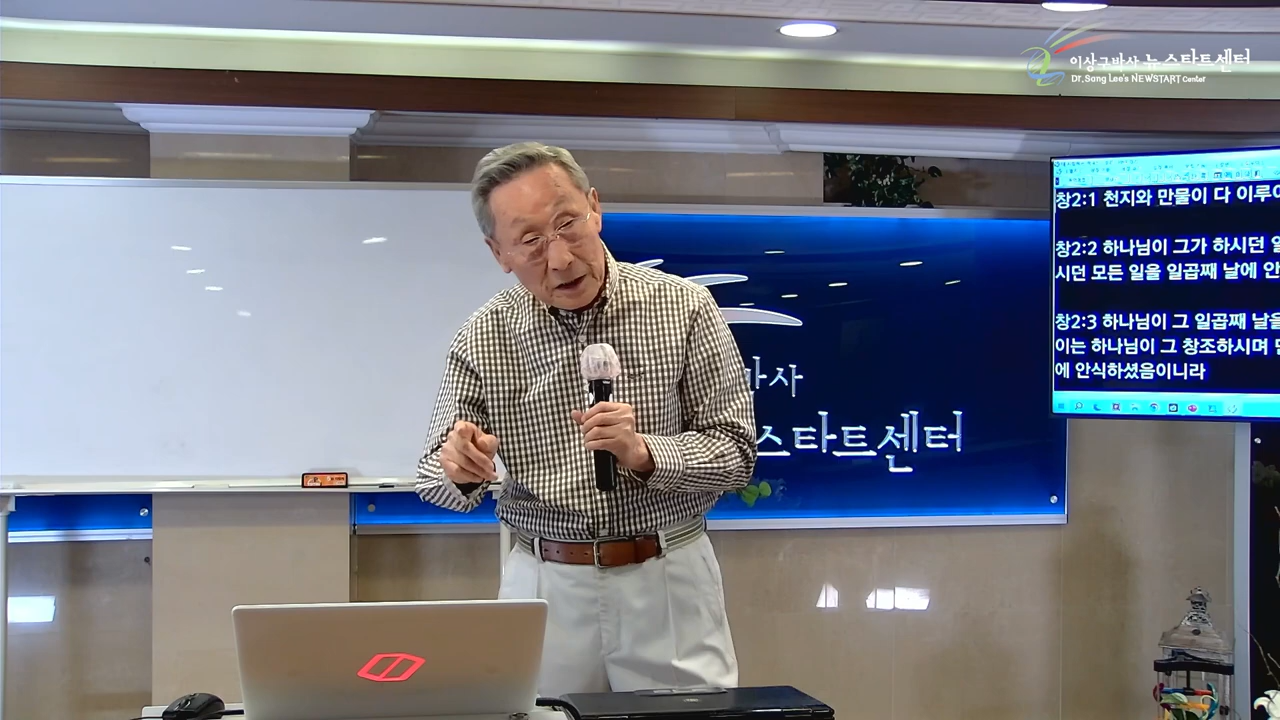 이상구박사 뉴스타트센터
Dr. Sang Lee's NEWSTART Center
창2:1 천지와 만물이 다 이루어
창2:2 하나님이 그가 하시던 일
시던 모든 일을 일곱째 날에 안
창2:3 하나님이 그 일곱째 날을
이는 하나님이 그 창조하시며
에 안식하셨음이니라
박사
스타트센터